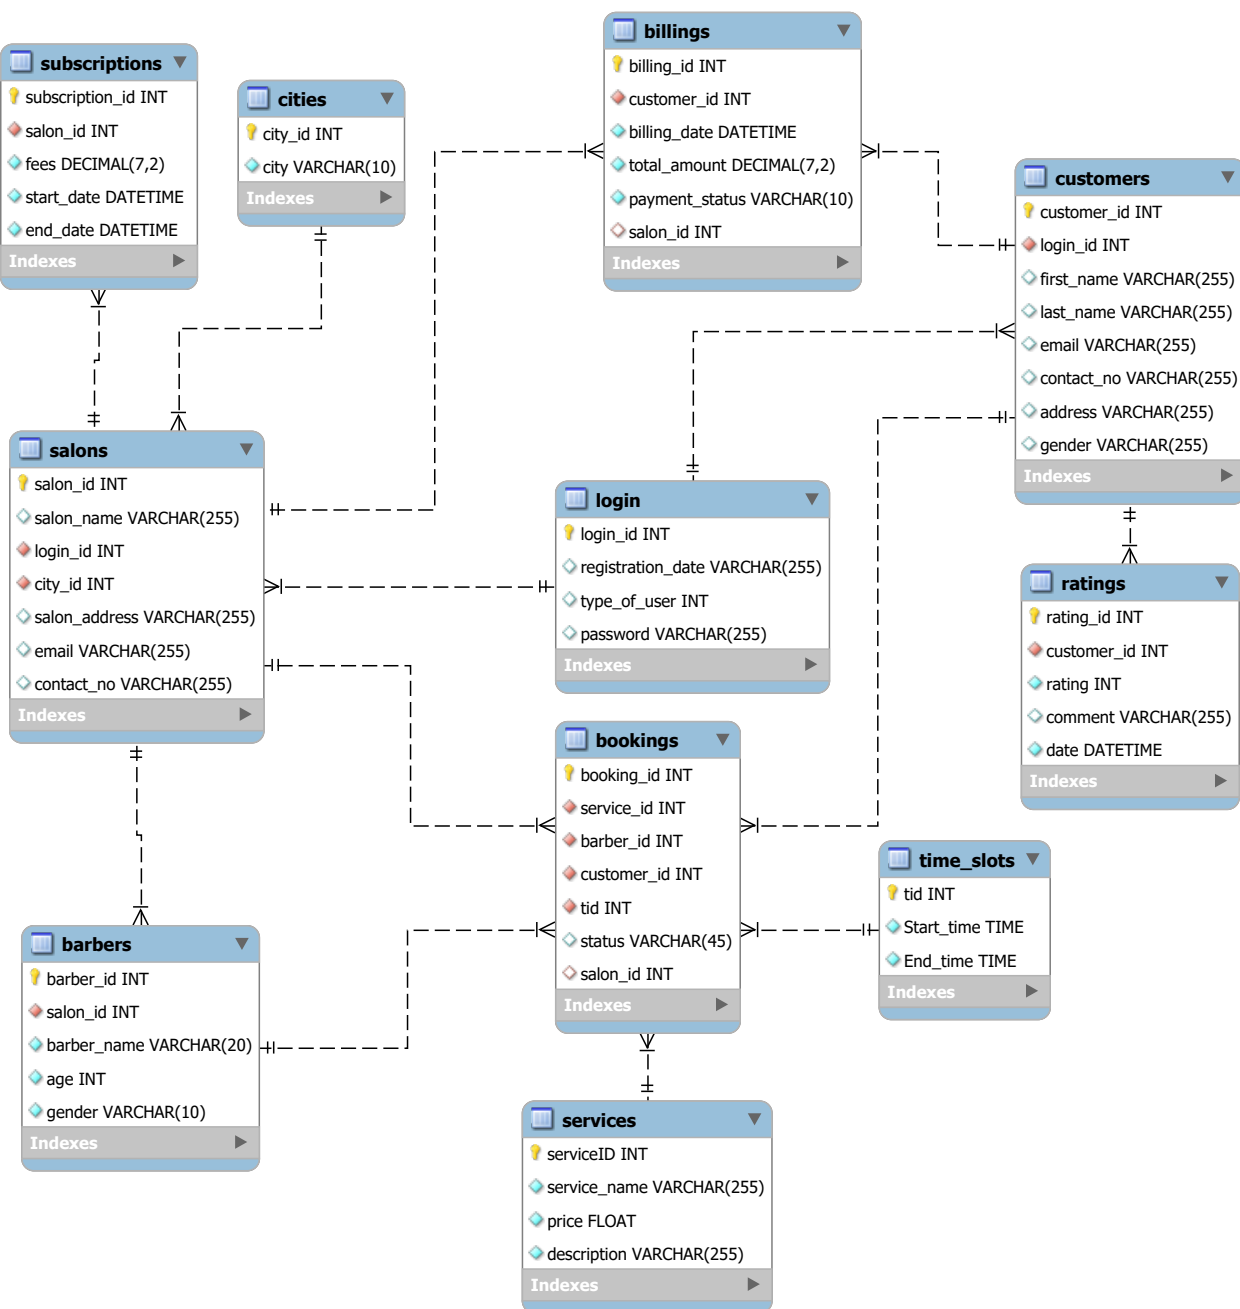 subscriptions
subscription_id INT
salon_id INT
fees DECIMAL(7,2)
start_date DATETIME
end_date DATETIME
Indexes
cities
city_id INT
city VARCHAR(10)
Indexes
billings
billing_id INT
customer_id INT
billing_date DATETIME
total_amount DECIMAL(7,2)
payment_status VARCHAR(10)
salon_id INT
Indexes
customers
customer_id INT
login_id INT
first_name VARCHAR(255)
last_name VARCHAR(255)
email VARCHAR(255)
contact_no VARCHAR(255)
address VARCHAR(255)
gender VARCHAR(255)
Indexes
salons
salon_id INT
salon_name VARCHAR(255)
login_id INT
city_id INT
salon_address VARCHAR(255)
email VARCHAR(255)
contact_no VARCHAR(255)
Indexes
login
login_id INT
registration_date VARCHAR(255)
type_of_user INT
password VARCHAR(255)
Indexes
ratings
rating_id INT
customer_id INT
rating INT
comment VARCHAR(255)
date DATETIME
Indexes
bookings
booking_id INT
service_id INT
barber_id INT
customer_id INT
tid INT
status VARCHAR(45)
salon_id INT
Indexes
time_slots
tid INT
Start_time TIME
End_time TIME
Indexes
barbers
barber_id INT
salon_id INT
barber_name VARCHAR(20)
age INT
gender VARCHAR(10)
Indexes
services
serviceID INT
service_name VARCHAR(255)
price FLOAT
description VARCHAR(255)
Indexes